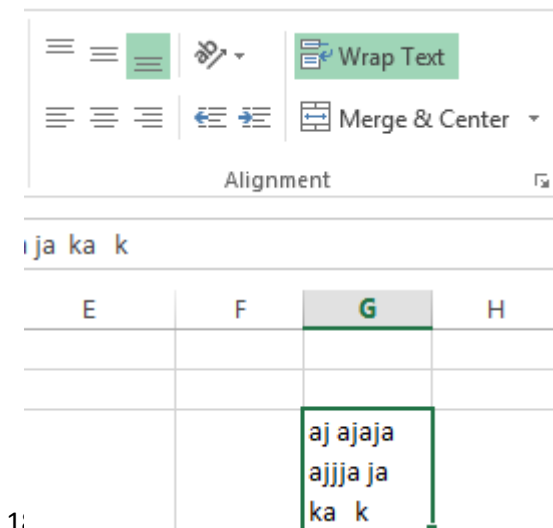 Wrap Text
Merge & Center
Alignment
ja ka k
E F G H
aj ajaja
ajjja ja
ka k